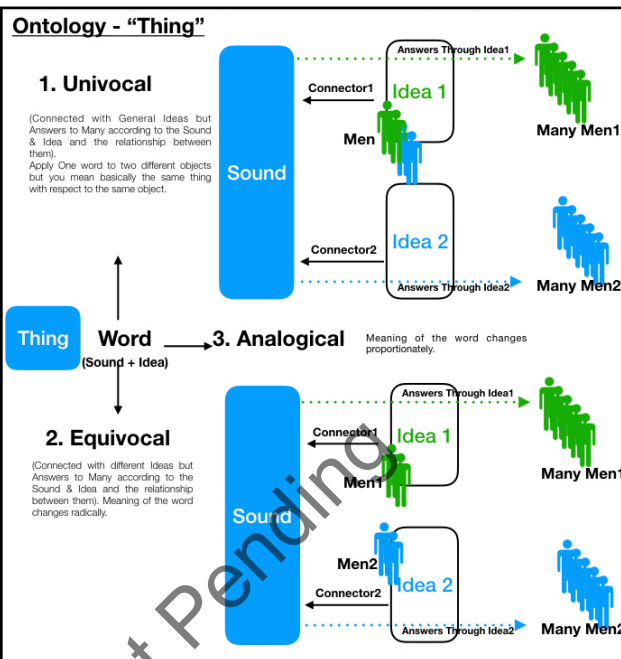 Ontology - “Thing”
1. Univocal
(Connected with General Ideas but
Answers to Many according to the Sound
& Idea and the relationship between
them).
Apply One word to two different objects
but you mean basically the same thing
with respect to the same object.
Sound
Answers Through Idea1
Connector1
Idea 1
Men
Many Men1
Idea 2
Connector2
Answers Through Idea2
Many Men2
Thing
Word
(Sound + Idea)
3. Analogical
Meaning of the word changes
proportionately.
2. Equivocal
(Connected with different Ideas but
Answers to Many according to the
Sound & Idea and the relationship
between them). Meaning of the word
changes radically.
Sound
Answers Through Idea1
Connector1
Idea 1
Men1
Many Men1
Men2
Idea 2
Connector2
Answers Through Idea2
Many Men2
Pending